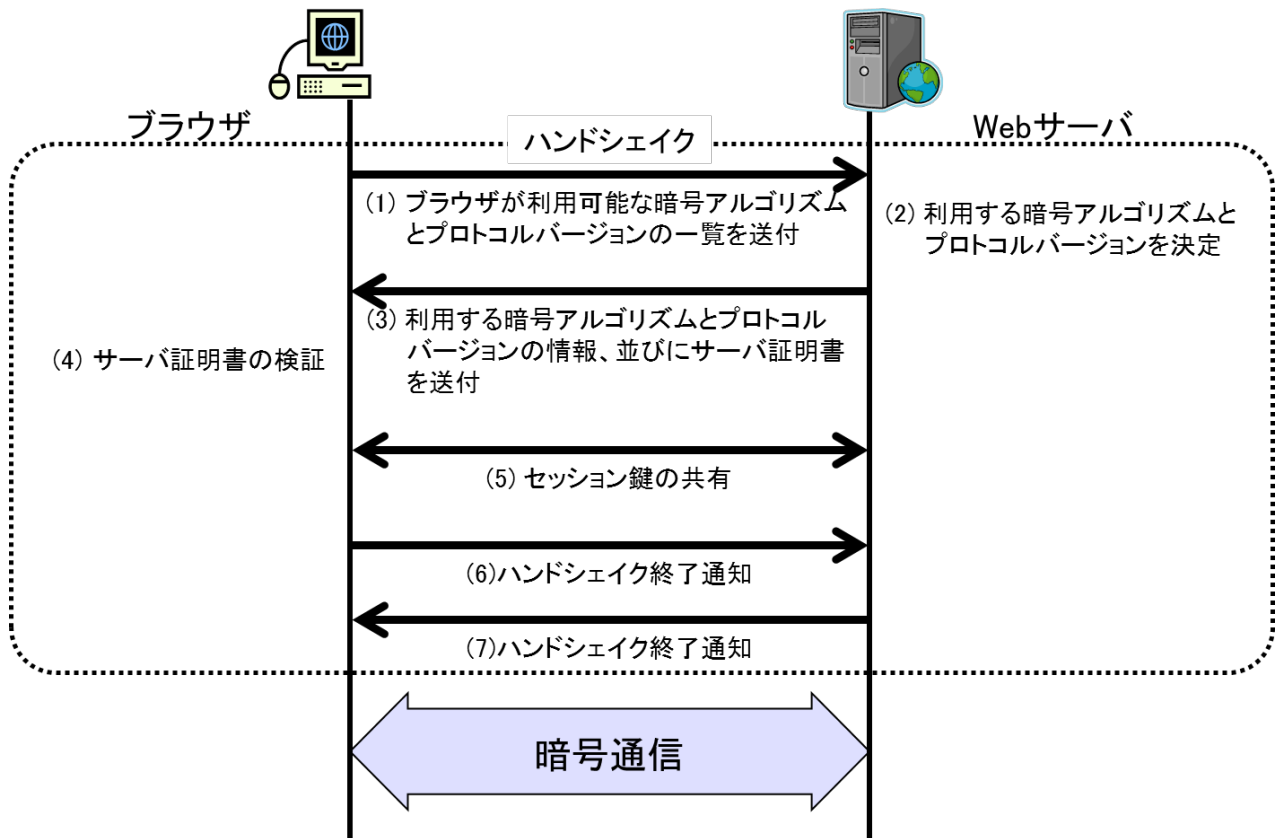 ブラウザ
ハンドシェイク
Webサーバ
(1) ブラウザが利用可能な暗号アルゴリズム
とプロトコルバージョンの一覧を送付
(2) 利用する暗号アルゴリズムと
プロトコルバージョンを決定
(3) 利用する暗号アルゴリズムとプロトコル
バージョンの情報、並びにサーバ証明書
を送付
(4) サーバ証明書の検証
(5) セッション鍵の共有
(6)ハンドシェイク終了通知
(7)ハンドシェイク終了通知
暗号通信